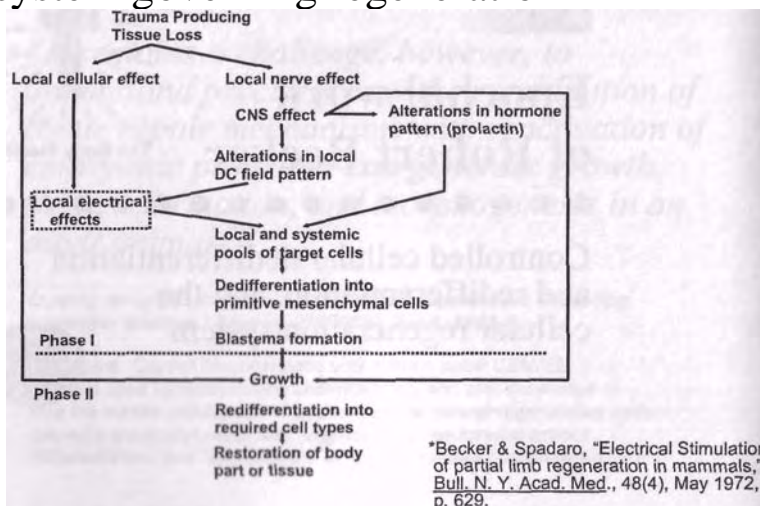 Trauma Producing
Tissue Loss
Local cellular effect
Local nerve effect
CNS effect
Alterations in hormone
pattern (prolactin)
Alterations in local
DC field pattern
Local electrical
effects
Local and systemic
pools of target cells
Dedifferentiation into
primitive mesenchymal cells
Phase I
Blastema formation
Growth
Phase II
Redifferentiation into
required cell types
Restoration of body
part or tissue
*Becker & Spadaro, "Electrical Stimulation
of partial limb regeneration in mammals,"
Bull. N. Y. Acad. Med., 48(4), May 1972,
p. 629.